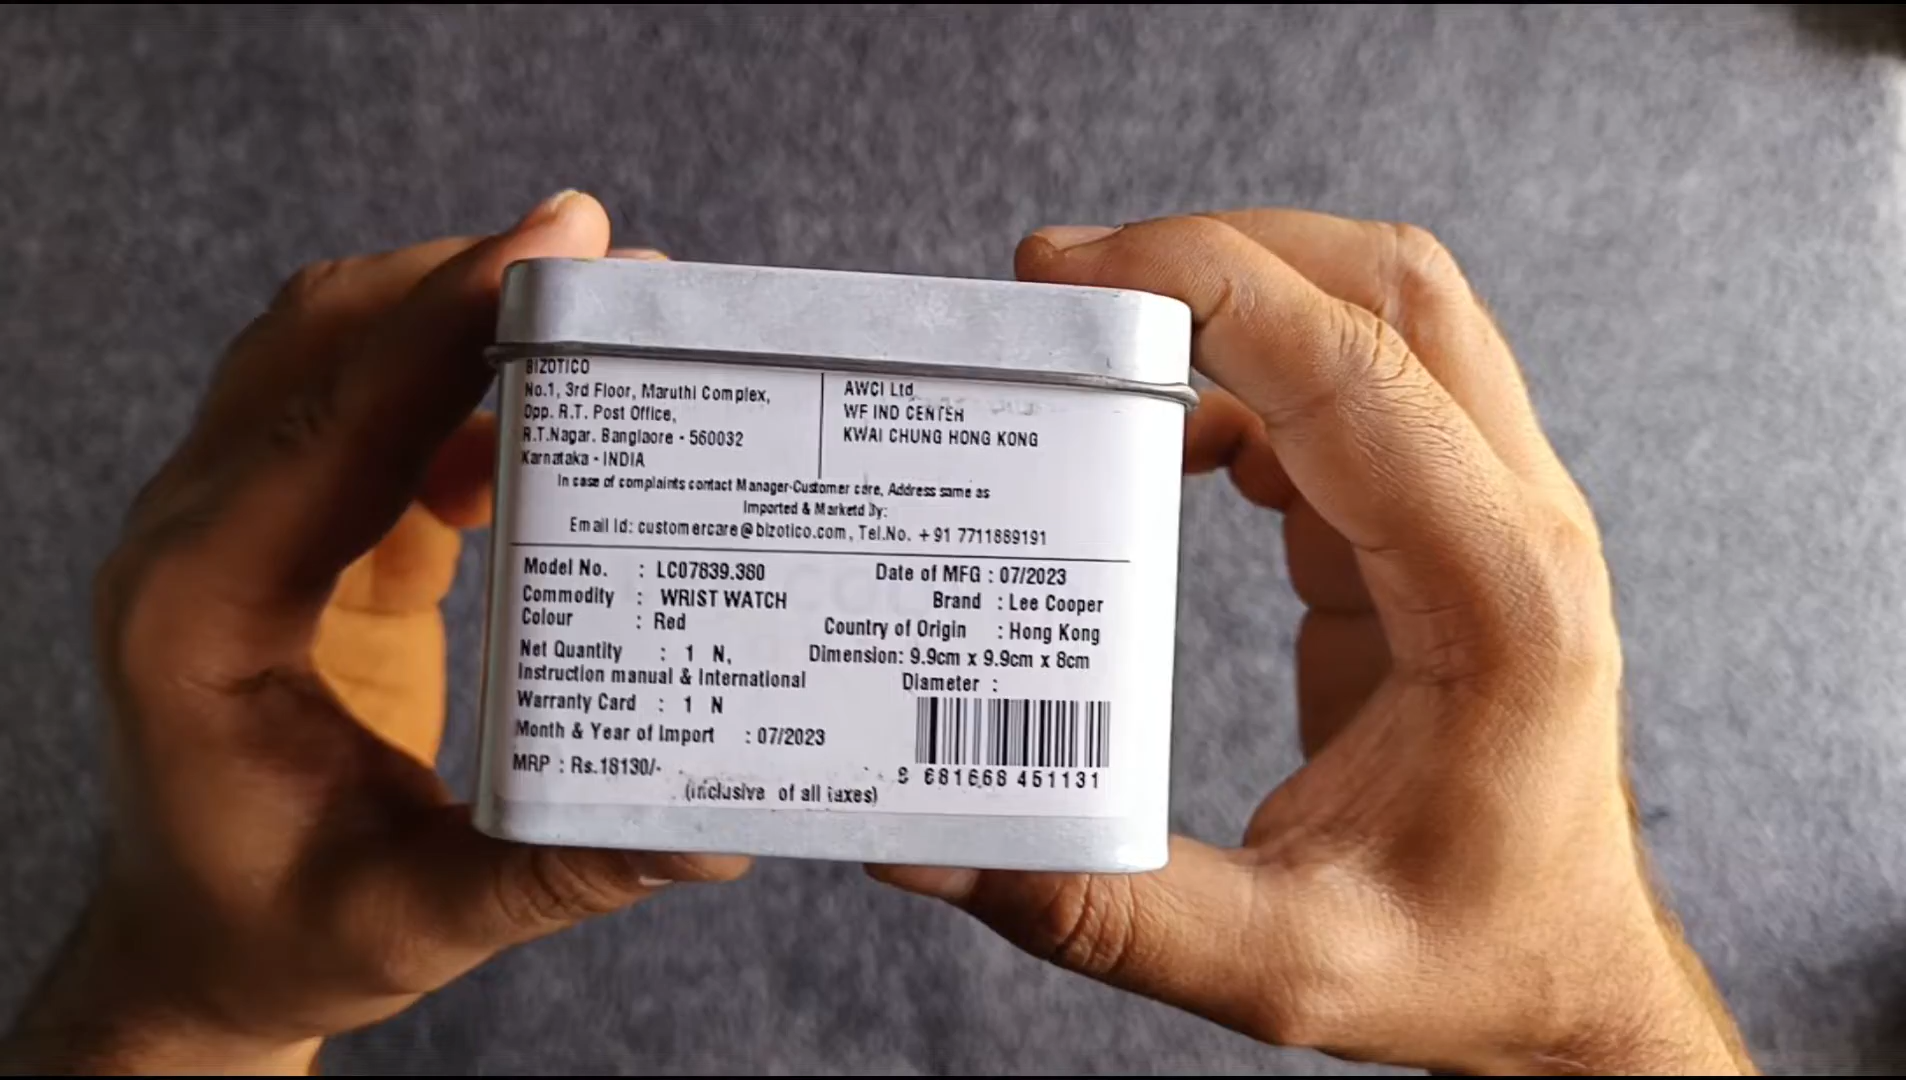 BIZOTICO
No.1, 3rd Floor, Maruthi Complex,
Opp. R.T. Post Office,
R.T.Nagar. Banglaore - 560032
Karnataka - INDIA
AWCI Ltd
WF IND CENTER
KWAI CHUNG HONG KONG
In case of complaints contact Manager-Customer care, Address same as
Imported & Marketd By:
Email Id: customercare@bizotico.com, Tel.No. +91 7711889191
Model No. : LC07839.380
Date of MFG : 07/2023
Commodity : WRIST WATCH
Brand : Lee Cooper
Colour : Red
Country of Origin : Hong Kong
Net Quantity : 1 N,
Dimension: 9.9cm x 9.9cm x 8cm
Instruction manual & International
Diameter :
Warranty Card : 1 N
Month & Year of Import : 07/2023
MRP : Rs.18130/-
(inclusive of all taxes)
681668 451131